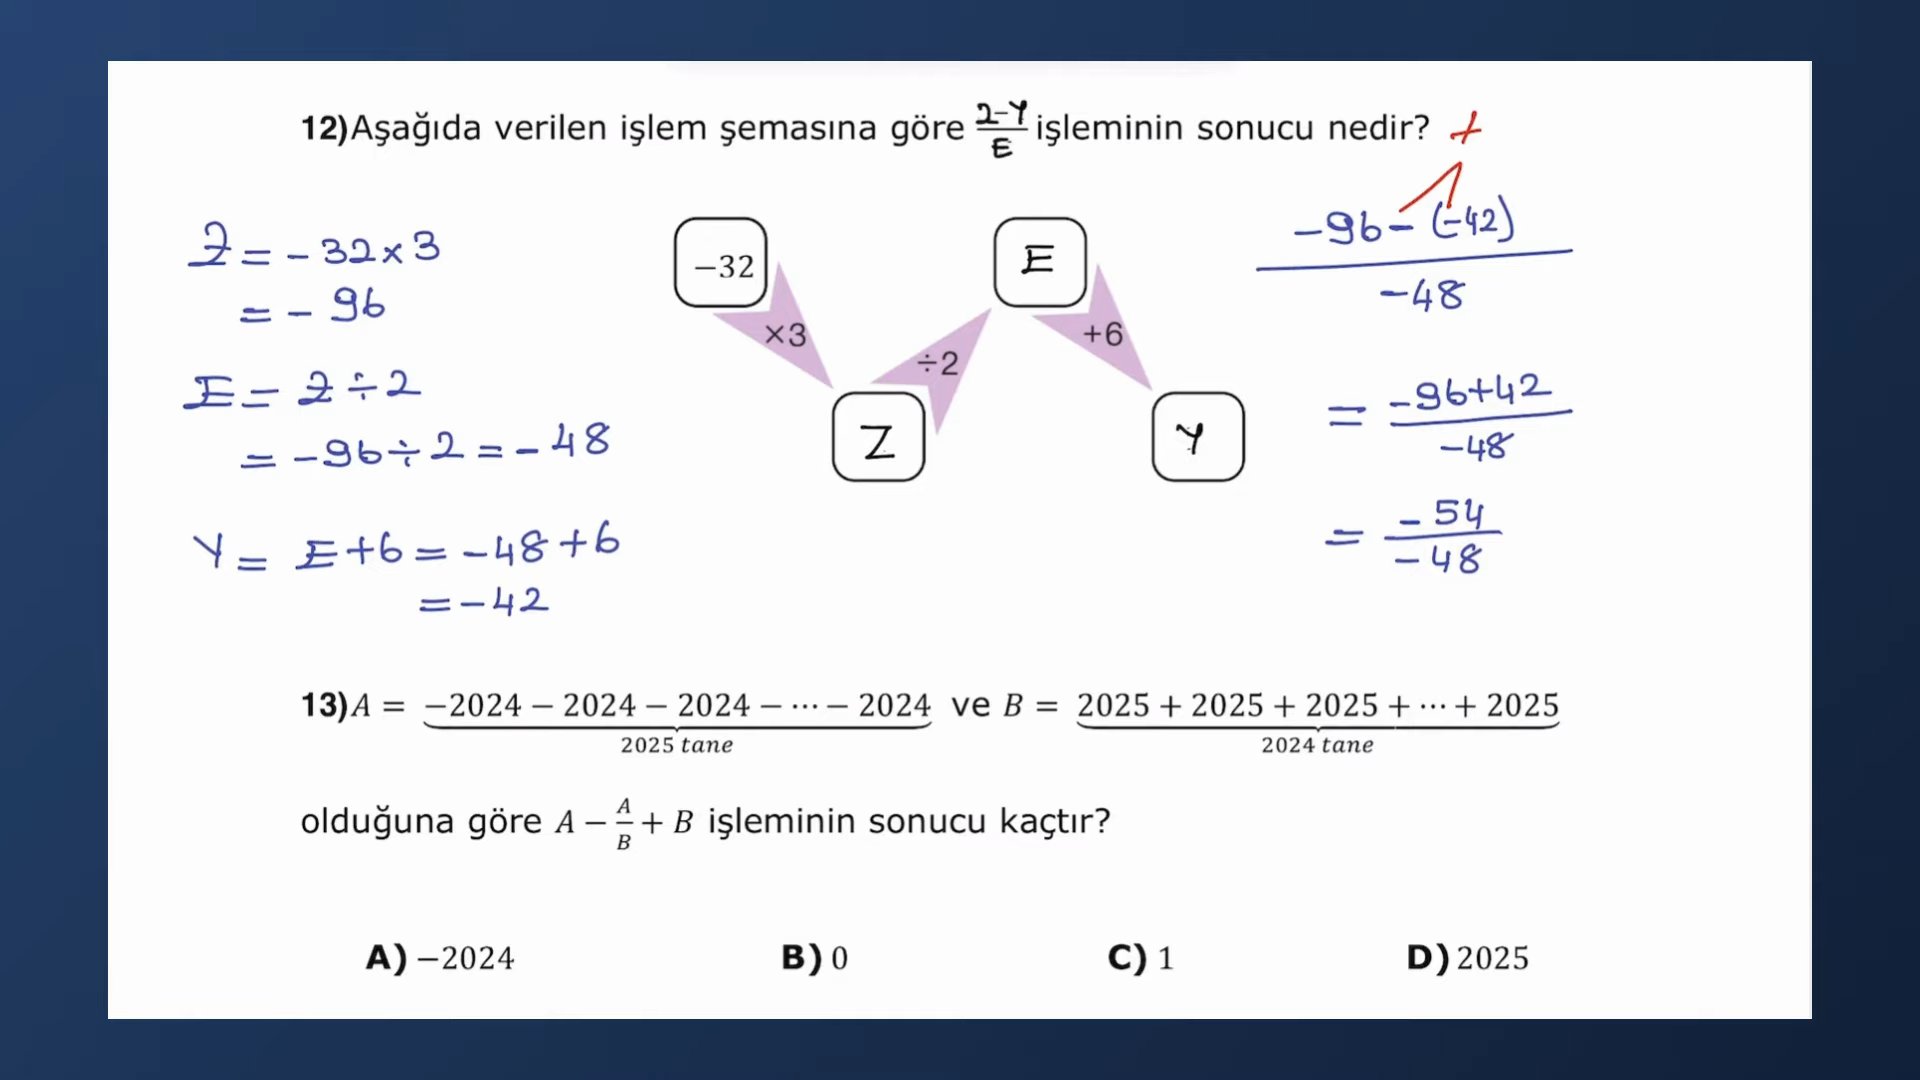 12)Aşağıda verilen işlem şemasına göre Z-Y/E işleminin sonucu nedir? +
Z = - 32x3
= - 96
E = Z ÷ 2
= -96 ÷ 2 = - 48
Y = E+6 = -48 +6
= -42
−32
×3
Z
÷2
E
+6
Y
-96 - (-42)
-48
= -96+42
-48
= - 54
- 48
13) A = −2024 − 2024 − 2024 − ⋯ − 2024 ve B = 2025 + 2025 + 2025 + ⋯ + 2025
2025 tane 2024 tane
olduğuna göre A − A/B + B işleminin sonucu kaçtır?
A) −2024 B) 0 C) 1 D) 2025